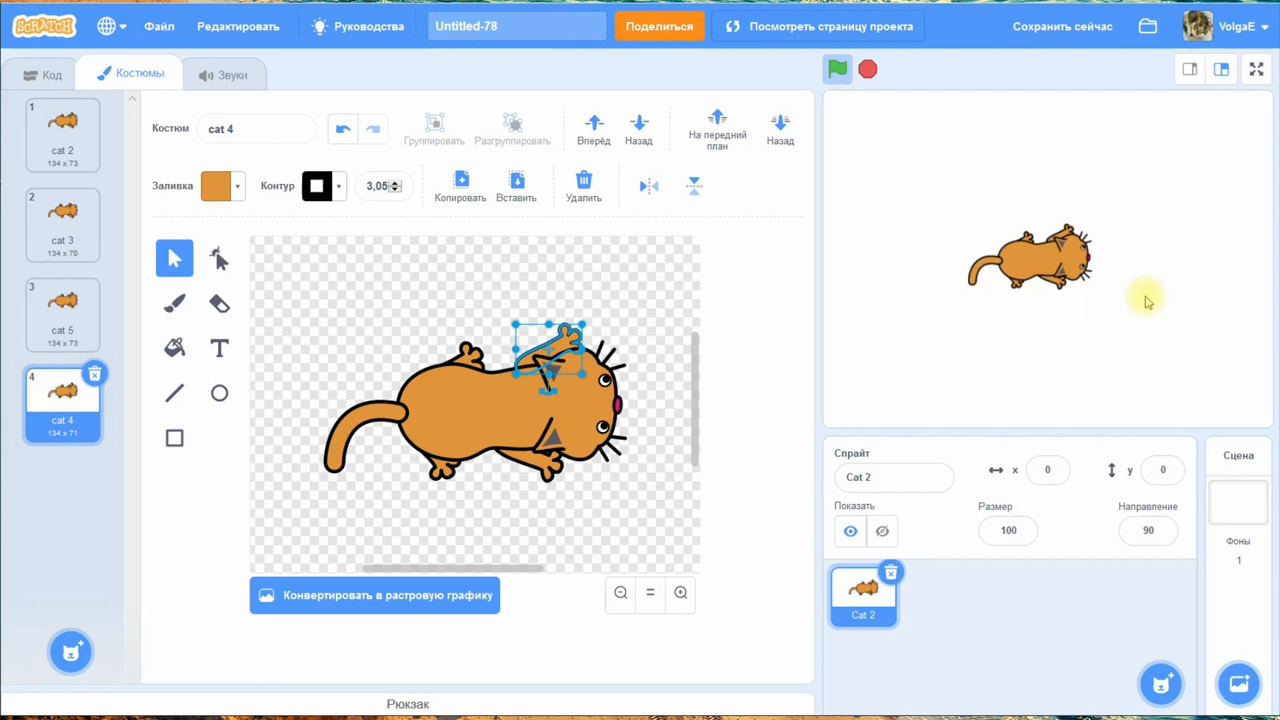 SCRATCH
Файл
Редактировать
Руководства
Untitled-78
Поделиться
Посмотреть страницу проекта
Сохранить сейчас
VolgaE
Код
Костюмы
Звуки
1
cat 2
134 x 73
2
cat 3
134 x 70
3
cat 5
134 x 73
4
cat 4
134 x 71
Костюм
cat 4
Группировать
Разгруппировать
Вперёд
Назад
На передний план
Назад
Заливка
Контур
3,05
Копировать
Вставить
Удалить
T
Конвертировать в растровую графику
=
Рюкзак
Спрайт
Cat 2
x
0
y
0
Показать
Размер
100
Направление
90
Cat 2
Сцена
Фоны
1